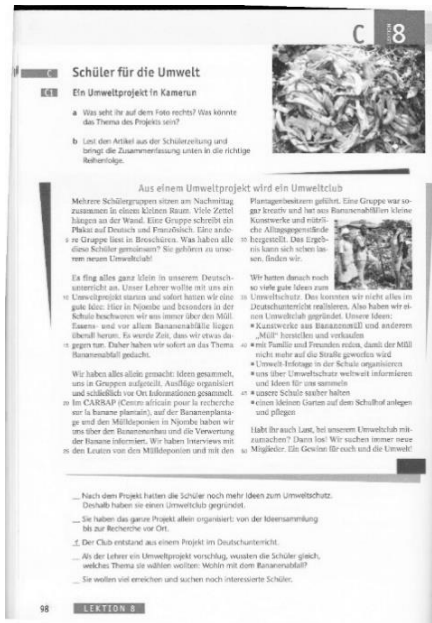 C 8
LEKTION
C Schüler für die Umwelt
C1 Ein Umweltprojekt in Kamerun
a Was seht ihr auf dem Foto rechts? Was könnte
das Thema des Projekts sein?
b Lest den Artikel aus der Schülerzeitung und
bringt die Zusammenfassung unten in die richtige
Reihenfolge.
Aus einem Umweltprojekt wird ein Umweltclub
Mehrere Schülergruppen sitzen am Nachmittag
zusammen in einem kleinen Raum. Viele Zettel
hängen an der Wand. Eine Gruppe schreibt ein
Plakat auf Deutsch und Französisch. Eine ande-
5 re Gruppe liest in Broschüren. Was haben alle
diese Schüler gemeinsam? Sie gehören zu unse-
rem neuen Umweltclub!
Es fing alles ganz klein in unserem Deutsch-
unterricht an. Unser Lehrer wollte mit uns ein
10 Umweltprojekt starten und sofort hatten wir eine
gute Idee: Hier in Njombe und besonders in der
Schule beschweren wir uns immer über den Müll.
Essens- und vor allem Bananenabfälle liegen
überall herum. Es wurde Zeit, dass wir etwas da-
15 gegen tun. Daher haben wir sofort an das Thema
Bananenabfall gedacht.
Wir haben alles allein gemacht: Ideen gesammelt,
uns in Gruppen aufgeteilt, Ausflüge organisiert
und schließlich vor Ort Informationen gesammelt.
20 Im CARBAP (Centre africain pour la recherche
sur la banane plantain), auf der Bananenplanta-
ge und den Mülldeponien in Njombe haben wir
uns über den Bananenanbau und die Verwertung
der Banane informiert. Wir haben Interviews mit
25 den Leuten von den Mülldeponien und mit den
Plantagenbesitzern geführt. Eine Gruppe war so-
gar kreativ und hat aus Bananenabfällen kleine
Kunstwerke und nützli-
che Alltagsgegenstände
30 hergestellt. Das Ergeb-
nis kann sich sehen las-
sen, finden wir.
Wir hatten danach noch
so viele gute Ideen zum
35 Umweltschutz. Das konnten wir nicht alles im
Deutschunterricht realisieren. Also haben wir ei-
nen Umweltclub gegründet. Unsere Ideen:
• Kunstwerke aus Bananenmüll und anderem
„Müll“ herstellen und verkaufen
40 • mit Familie und Freunden reden, damit der Müll
nicht mehr auf die Straße geworfen wird
• Umwelt-Infotage in der Schule organisieren
• uns über Umweltschutz weltweit informieren
und Ideen für uns sammeln
45 • unsere Schule sauber halten
• einen kleinen Garten auf dem Schulhof anlegen
und pflegen
Habt ihr auch Lust, bei unserem Umweltclub mit-
zumachen? Dann los! Wir suchen immer neue
50 Mitglieder. Ein Gewinn für euch und die Umwelt!
__ Nach dem Projekt hatten die Schüler noch mehr Ideen zum Umweltschutz.
Deshalb haben sie einen Umweltclub gegründet.
__ Sie haben das ganze Projekt allein organisiert: von der Ideensammlung
bis zur Recherche vor Ort.
1 Der Club entstand aus einem Projekt im Deutschunterricht.
__ Als der Lehrer ein Umweltprojekt vorschlug, wussten die Schüler gleich,
welches Thema sie wählen wollten: Wohin mit dem Bananenabfall?
__ Sie wollen viel erreichen und suchen noch interessierte Schüler.
98 LEKTION 8